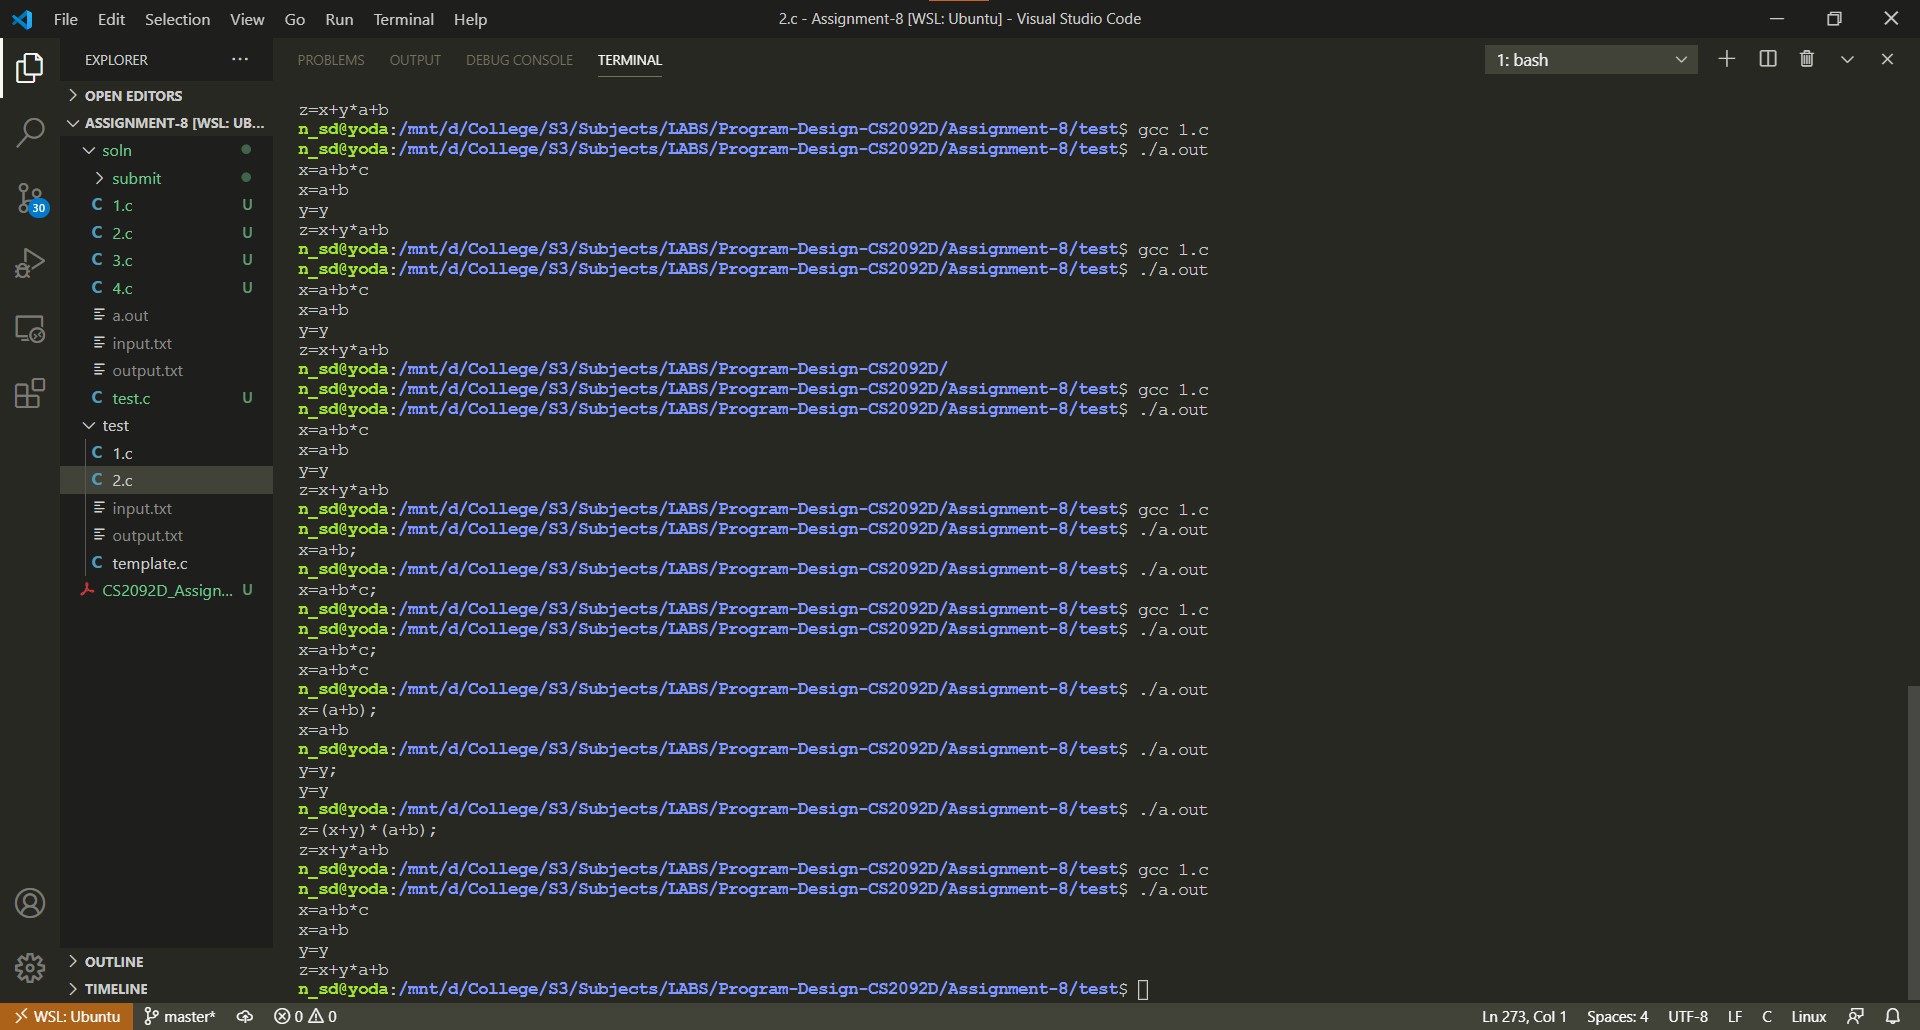 File Edit Selection View Go Run Terminal Help
2.c - Assignment-8 [WSL: Ubuntu] - Visual Studio Code
EXPLORER
OPEN EDITORS
ASSIGNMENT-8 [WSL: UB...
soln
submit
C 1.c U
C 2.c U
C 3.c U
C 4.c U
a.out
input.txt
output.txt
C test.c U
test
C 1.c
C 2.c
input.txt
output.txt
C template.c
CS2092D_Assign... U
OUTLINE
TIMELINE
30
PROBLEMS OUTPUT DEBUG CONSOLE TERMINAL
1: bash
z=x+y*a+b
n_sd@yoda:/mnt/d/College/S3/Subjects/LABS/Program-Design-CS2092D/Assignment-8/test$ gcc 1.c
n_sd@yoda:/mnt/d/College/S3/Subjects/LABS/Program-Design-CS2092D/Assignment-8/test$ ./a.out
x=a+b*c
x=a+b
y=y
z=x+y*a+b
n_sd@yoda:/mnt/d/College/S3/Subjects/LABS/Program-Design-CS2092D/Assignment-8/test$ gcc 1.c
n_sd@yoda:/mnt/d/College/S3/Subjects/LABS/Program-Design-CS2092D/Assignment-8/test$ ./a.out
x=a+b*c
x=a+b
y=y
z=x+y*a+b
n_sd@yoda:/mnt/d/College/S3/Subjects/LABS/Program-Design-CS2092D/
n_sd@yoda:/mnt/d/College/S3/Subjects/LABS/Program-Design-CS2092D/Assignment-8/test$ gcc 1.c
n_sd@yoda:/mnt/d/College/S3/Subjects/LABS/Program-Design-CS2092D/Assignment-8/test$ ./a.out
x=a+b*c
x=a+b
y=y
z=x+y*a+b
n_sd@yoda:/mnt/d/College/S3/Subjects/LABS/Program-Design-CS2092D/Assignment-8/test$ gcc 1.c
n_sd@yoda:/mnt/d/College/S3/Subjects/LABS/Program-Design-CS2092D/Assignment-8/test$ ./a.out
x=a+b;
n_sd@yoda:/mnt/d/College/S3/Subjects/LABS/Program-Design-CS2092D/Assignment-8/test$ ./a.out
x=a+b*c;
n_sd@yoda:/mnt/d/College/S3/Subjects/LABS/Program-Design-CS2092D/Assignment-8/test$ gcc 1.c
n_sd@yoda:/mnt/d/College/S3/Subjects/LABS/Program-Design-CS2092D/Assignment-8/test$ ./a.out
x=a+b*c;
x=a+b*c
n_sd@yoda:/mnt/d/College/S3/Subjects/LABS/Program-Design-CS2092D/Assignment-8/test$ ./a.out
x=(a+b);
x=a+b
n_sd@yoda:/mnt/d/College/S3/Subjects/LABS/Program-Design-CS2092D/Assignment-8/test$ ./a.out
y=y;
y=y
n_sd@yoda:/mnt/d/College/S3/Subjects/LABS/Program-Design-CS2092D/Assignment-8/test$ ./a.out
z=(x+y)*(a+b);
z=x+y*a+b
n_sd@yoda:/mnt/d/College/S3/Subjects/LABS/Program-Design-CS2092D/Assignment-8/test$ gcc 1.c
n_sd@yoda:/mnt/d/College/S3/Subjects/LABS/Program-Design-CS2092D/Assignment-8/test$ ./a.out
x=a+b*c
x=a+b
y=y
z=x+y*a+b
n_sd@yoda:/mnt/d/College/S3/Subjects/LABS/Program-Design-CS2092D/Assignment-8/test$
WSL: Ubuntu master* 0 0 Ln 273, Col 1 Spaces: 4 UTF-8 LF C Linux